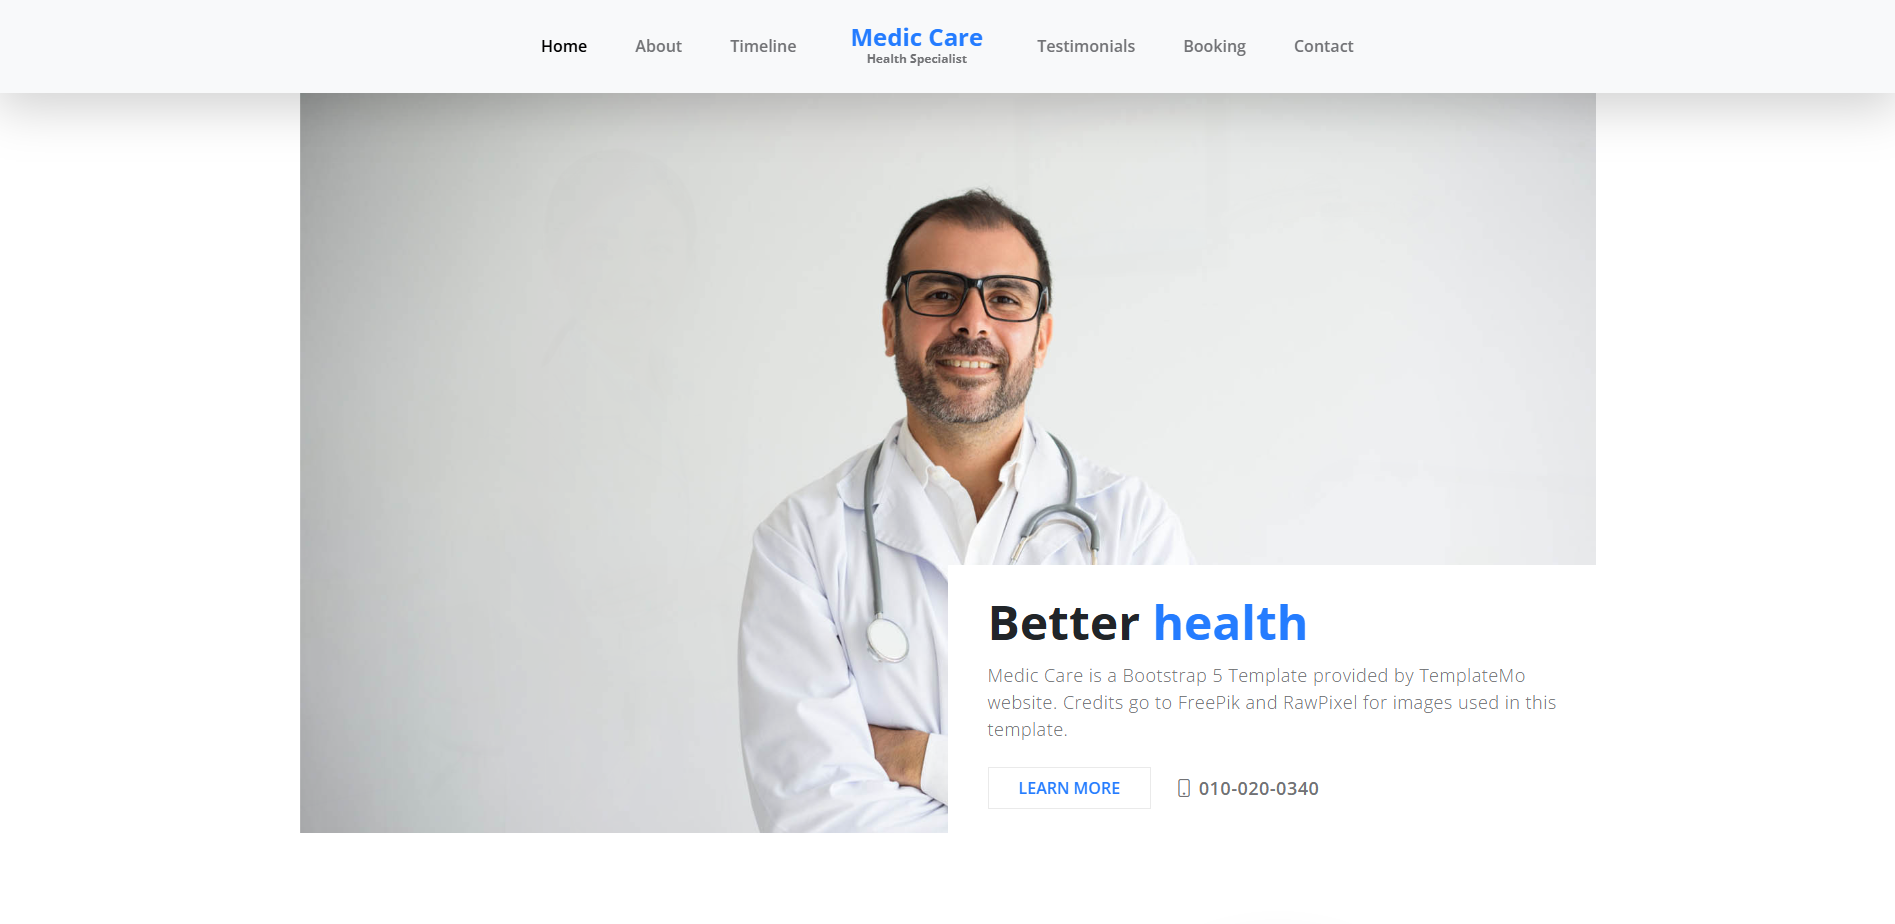 Home
About
Timeline
Medic Care
Health Specialist
Testimonials
Booking
Contact
Better health
Medic Care is a Bootstrap 5 Template provided by TemplateMo
website. Credits go to FreePik and RawPixel for images used in this
template.
LEARN MORE
010-020-0340